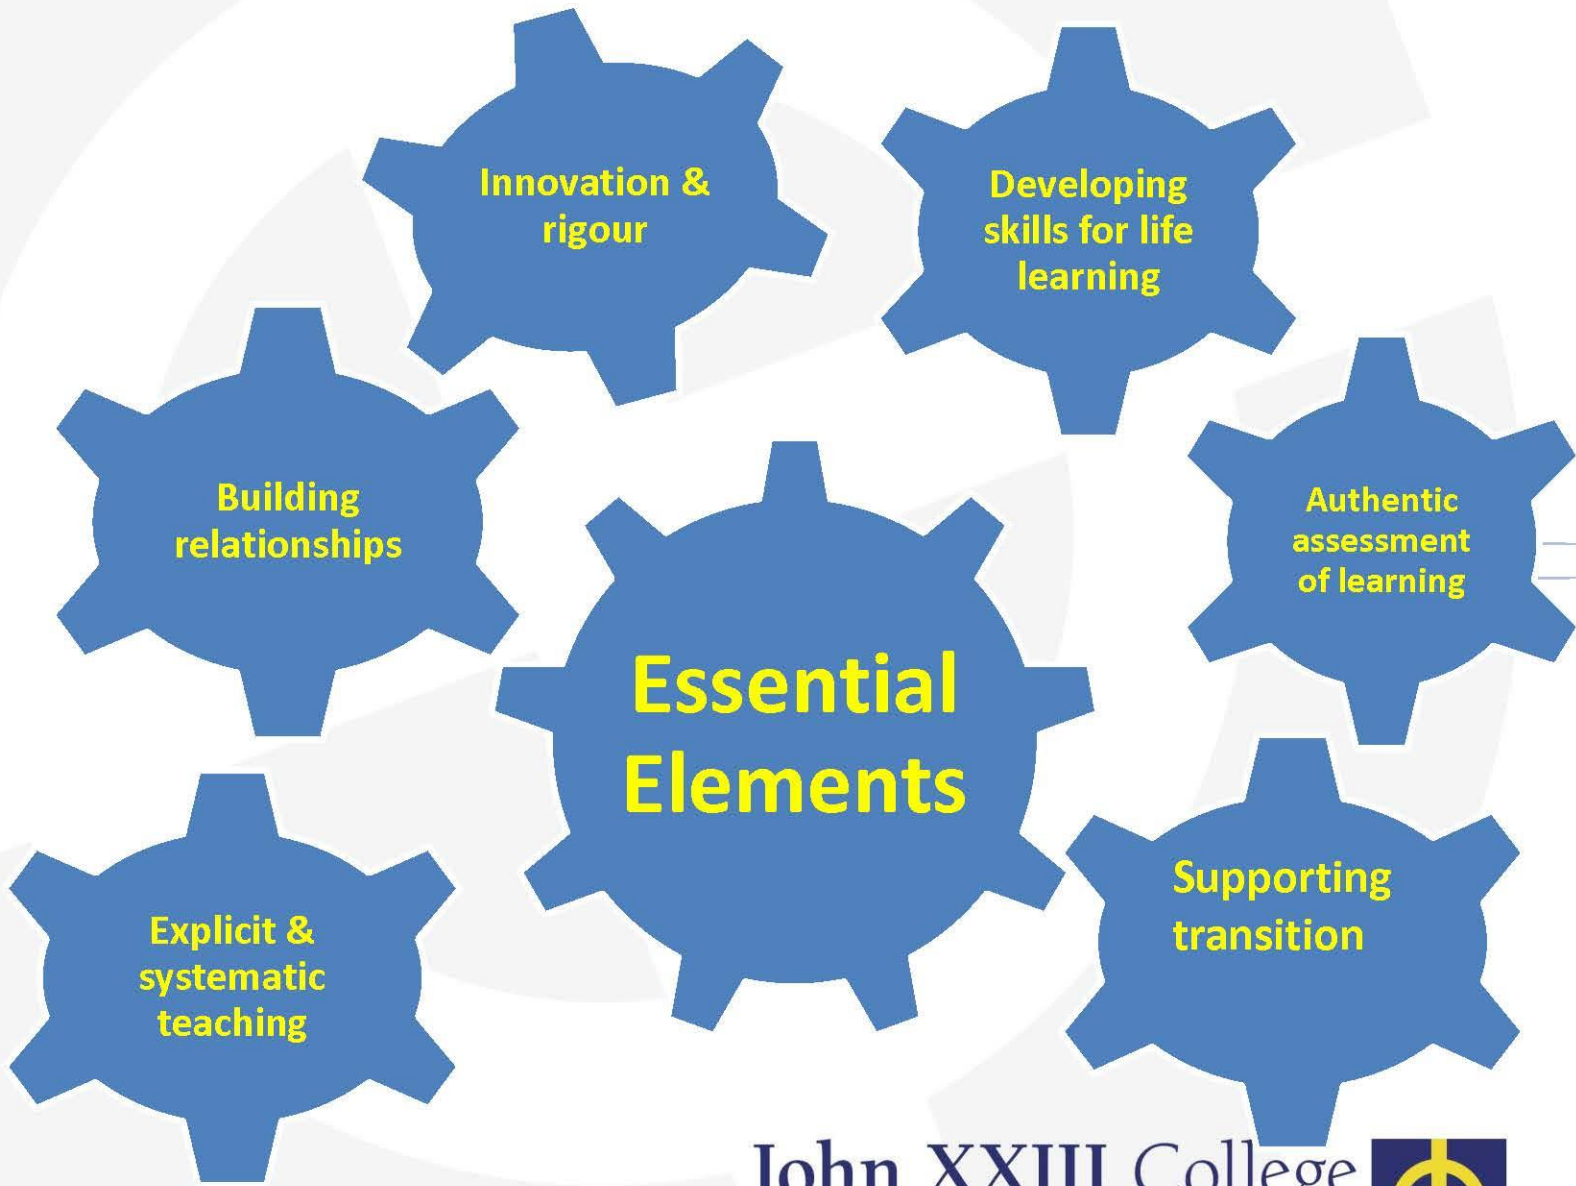 Innovation &
rigour
Developing
skills for life
learning
Building
relationships
Authentic
assessment
of learning
Essential
Elements
Supporting
transition
Explicit &
systematic
teaching
John XXIII College